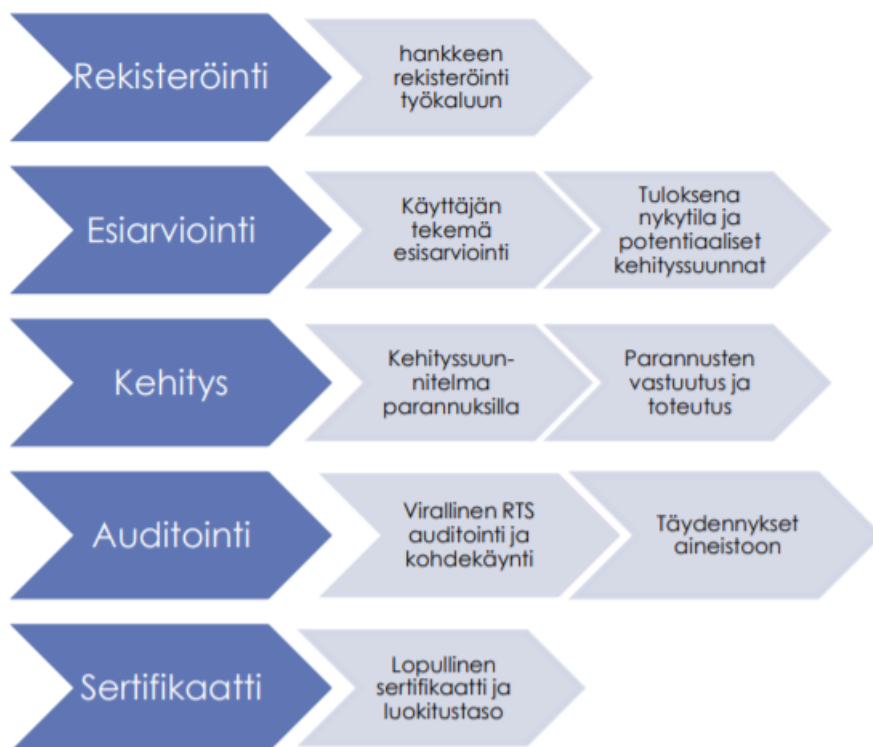 Rekisteröinti
hankkeen
rekisteröinti
työkaluun
Esiarviointi
Käyttäjän
tekemä
esisarviointi
Tuloksena
nykytila ja
potentiaaliset
kehityssuunnat
Kehitys
Kehityssuun-
nitelma
parannuksilla
Parannusten
vastuutus ja
toteutus
Auditointi
Virallinen RTS
auditointi ja
kohdekäynti
Täydennykset
aineistoon
Sertifikaatti
Lopullinen
sertifikaatti ja
luokitustaso